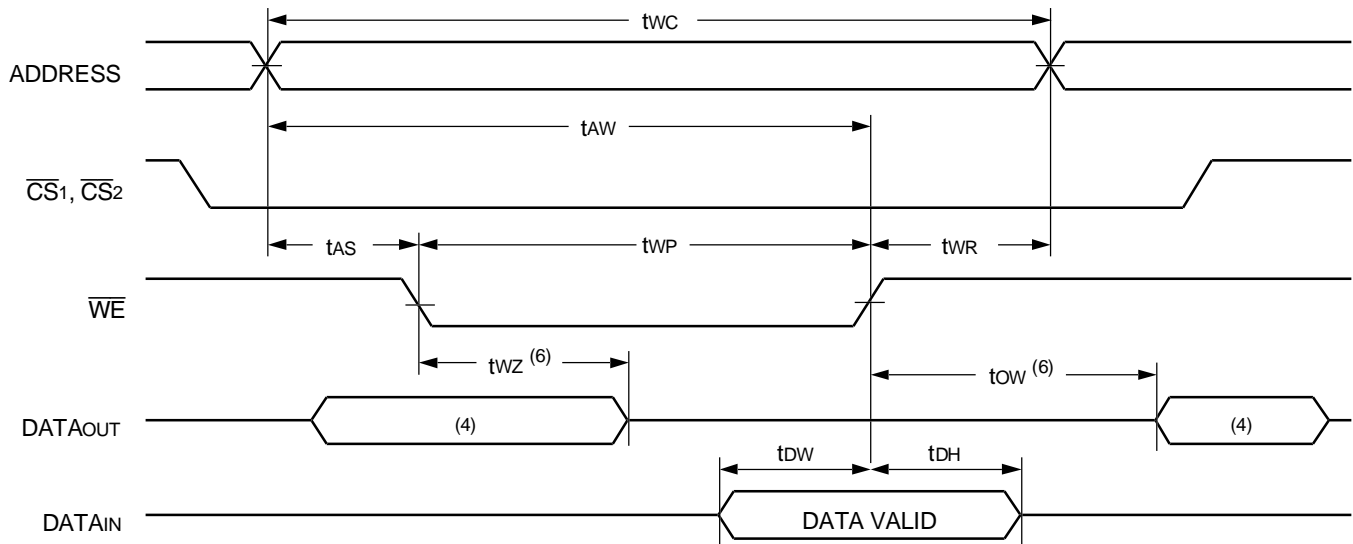 tWC
ADDRESS
tAW
CS1, CS2
tAS tWP tWR
WE
tWZ (6) tOW (6)
DATAOUT (4) (4)
tDW tDH
DATAIN DATA VALID